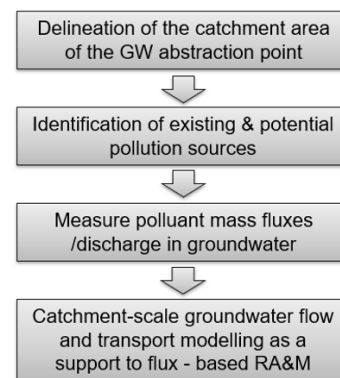 Delineation of the catchment area
of the GW abstraction point
Identification of existing & potential
pollution sources
Measure polluant mass fluxes
/discharge in groundwater
Catchment-scale groundwater flow
and transport modelling as a
support to flux - based RA&M